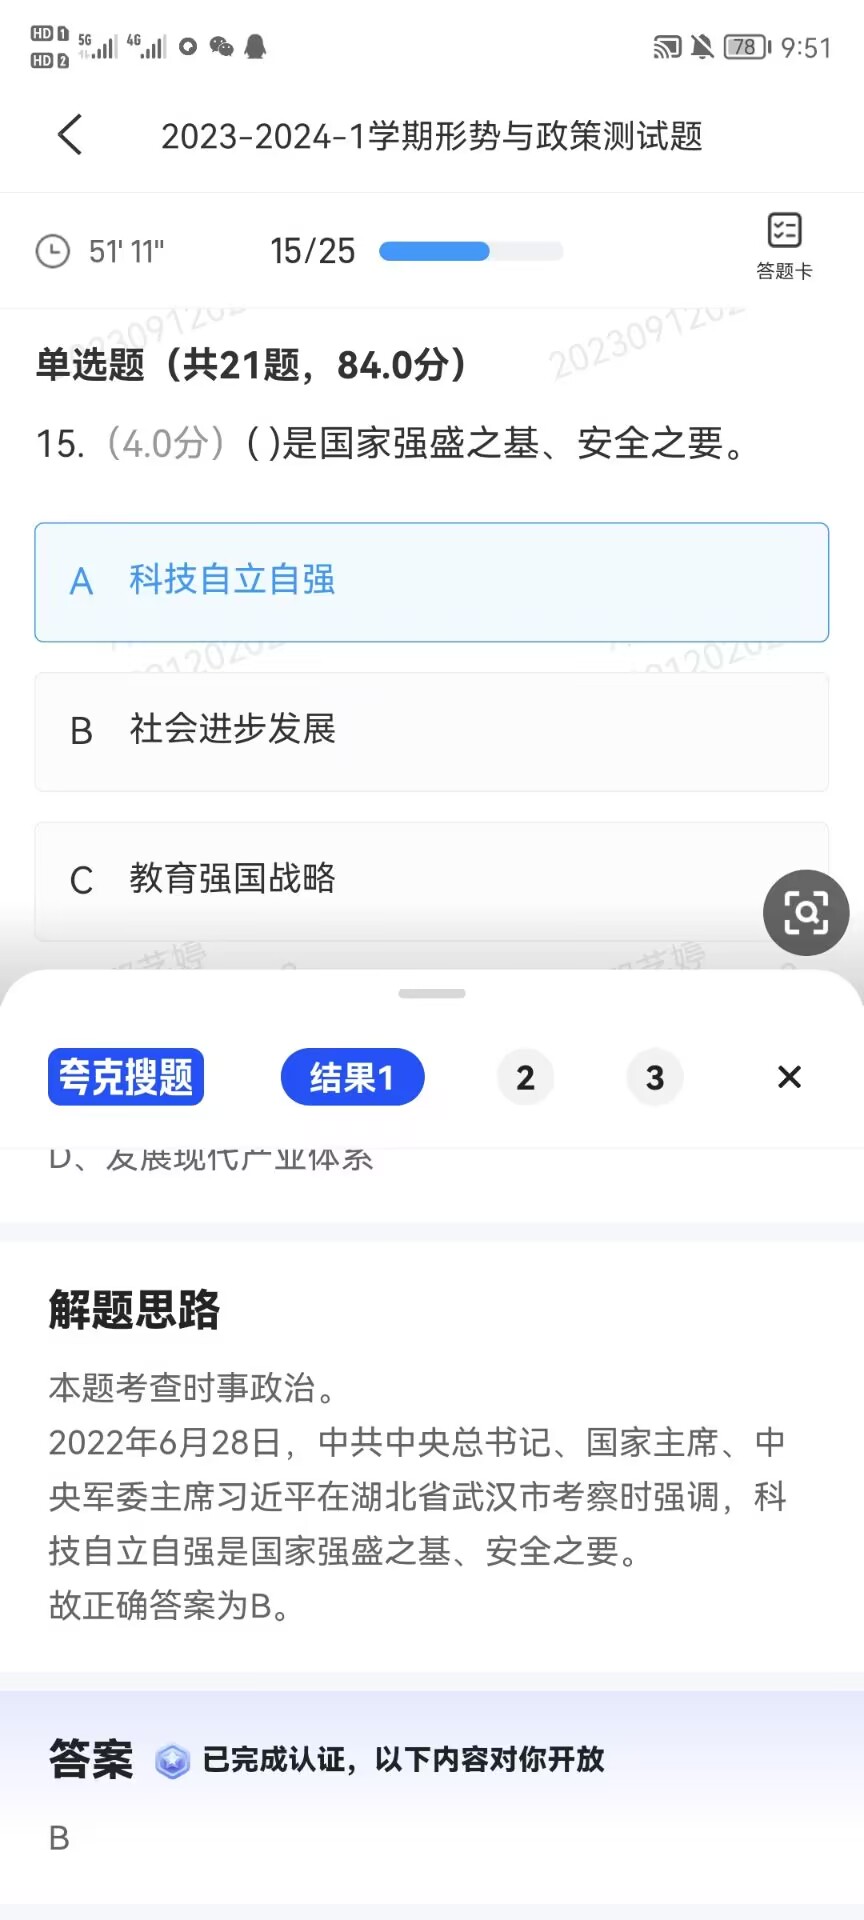 HD 1 5G 4G 78 9:51
HD 2
2023-2024-1学期形势与政策测试题
51' 11" 15/25
答题卡
单选题（共21题，84.0分）
15.（4.0分）( )是国家强盛之基、安全之要。
A 科技自立自强
B 社会进步发展
C 教育强国战略
夸克搜题 结果1 2 3
D、发展现代产业体系
解题思路
本题考查时事政治。
2022年6月28日，中共中央总书记、国家主席、中
央军委主席习近平在湖北省武汉市考察时强调，科
技自立自强是国家强盛之基、安全之要。
故正确答案为B。
答案 已完成认证，以下内容对你开放
B